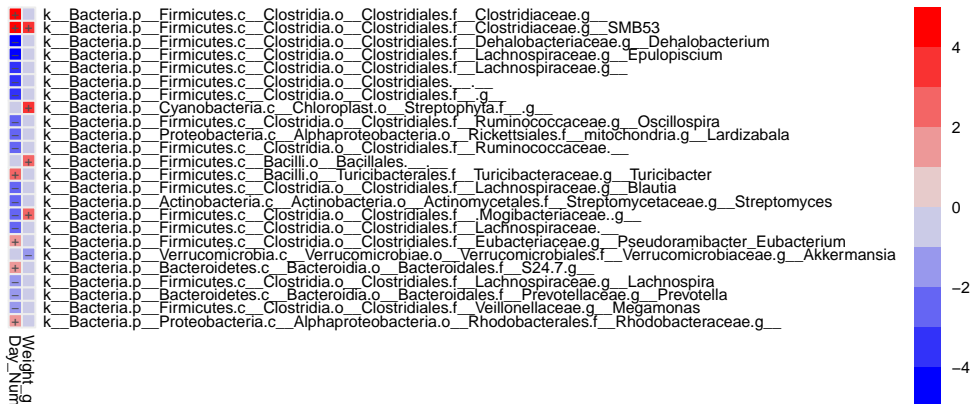 k__Bacteria.p__Firmicutes.c__Clostridia.o__Clostridiales.f__Clostridiaceae.g__
k__Bacteria.p__Firmicutes.c__Clostridia.o__Clostridiales.f__Clostridiaceae.g__SMB53
k__Bacteria.p__Firmicutes.c__Clostridia.o__Clostridiales.f__Dehalobacteriaceae.g__Dehalobacterium
k__Bacteria.p__Firmicutes.c__Clostridia.o__Clostridiales.f__Lachnospiraceae.g__Epulopiscium
k__Bacteria.p__Firmicutes.c__Clostridia.o__Clostridiales.f__Lachnospiraceae.g__
k__Bacteria.p__Firmicutes.c__Clostridia.o__Clostridiales.__.__
k__Bacteria.p__Firmicutes.c__Clostridia.o__Clostridiales.f__.g__
k__Bacteria.p__Cyanobacteria.c__Chloroplast.o__Streptophyta.f__.g__
k__Bacteria.p__Firmicutes.c__Clostridia.o__Clostridiales.f__Ruminococcaceae.g__Oscillospira
k__Bacteria.p__Proteobacteria.c__Alphaproteobacteria.o__Rickettsiales.f__mitochondria.g__Lardizabala
k__Bacteria.p__Firmicutes.c__Clostridia.o__Clostridiales.f__Ruminococcaceae.__
k__Bacteria.p__Firmicutes.c__Bacilli.o__Bacillales.__.__
k__Bacteria.p__Firmicutes.c__Bacilli.o__Turicibacterales.f__Turicibacteraceae.g__Turicibacter
k__Bacteria.p__Firmicutes.c__Clostridia.o__Clostridiales.f__Lachnospiraceae.g__Blautia
k__Bacteria.p__Actinobacteria.c__Actinobacteria.o__Actinomycetales.f__Streptomycetaceae.g__Streptomyces
k__Bacteria.p__Firmicutes.c__Clostridia.o__Clostridiales.f__.Mogibacteriaceae..g__
k__Bacteria.p__Firmicutes.c__Clostridia.o__Clostridiales.f__Lachnospiraceae.__
k__Bacteria.p__Firmicutes.c__Clostridia.o__Clostridiales.f__Eubacteriaceae.g__Pseudoramibacter_Eubacterium
k__Bacteria.p__Verrucomicrobia.c__Verrucomicrobiae.o__Verrucomicrobiales.f__Verrucomicrobiaceae.g__Akkermansia
k__Bacteria.p__Bacteroidetes.c__Bacteroidia.o__Bacteroidales.f__S24.7.g__
k__Bacteria.p__Firmicutes.c__Clostridia.o__Clostridiales.f__Lachnospiraceae.g__Lachnospira
k__Bacteria.p__Bacteroidetes.c__Bacteroidia.o__Bacteroidales.f__Prevotellaceae.g__Prevotella
k__Bacteria.p__Firmicutes.c__Clostridia.o__Clostridiales.f__Veillonellaceae.g__Megamonas
k__Bacteria.p__Proteobacteria.c__Alphaproteobacteria.o__Rhodobacterales.f__Rhodobacteraceae.g__
Weight_g
Day_Num
4
2
0
−2
−4